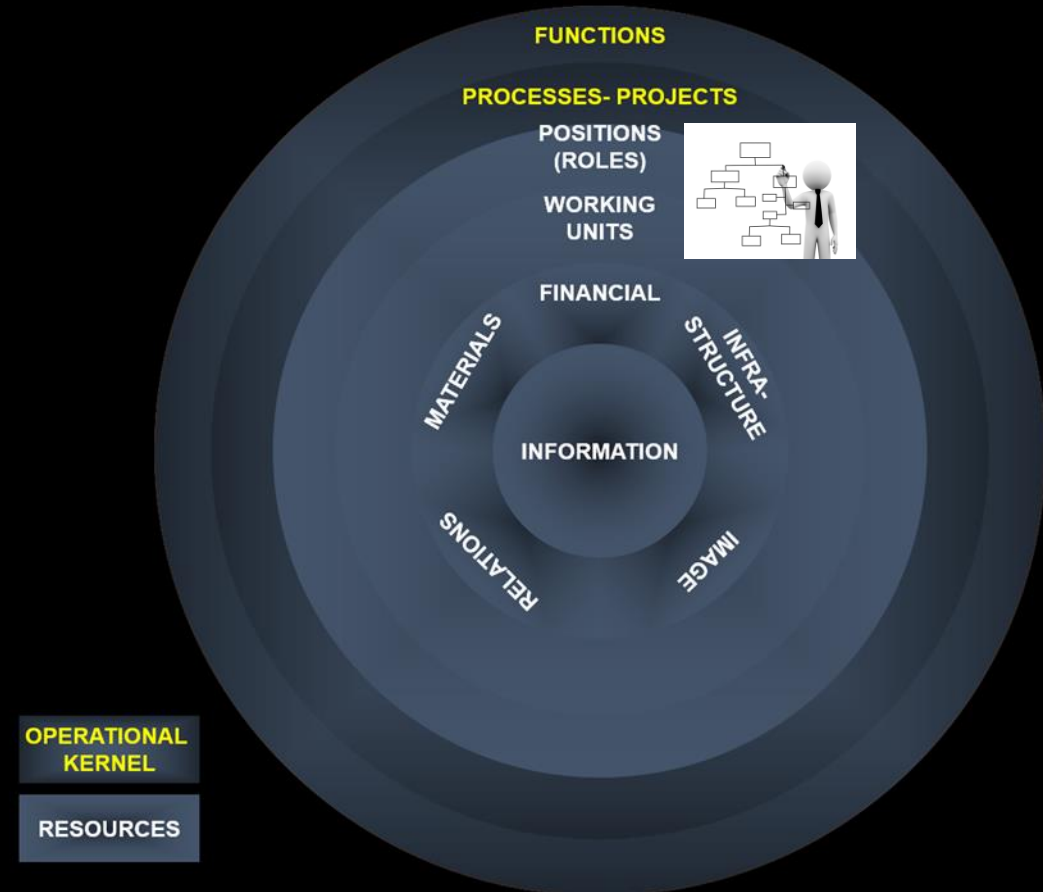 FUNCTIONS
PROCESSES- PROJECTS
POSITIONS
(ROLES)
WORKING
UNITS
FINANCIAL
MATERIALS
INFRA-
STRUCTURE
INFORMATION
RELATIONS
IMAGE
OPERATIONAL
KERNEL
RESOURCES